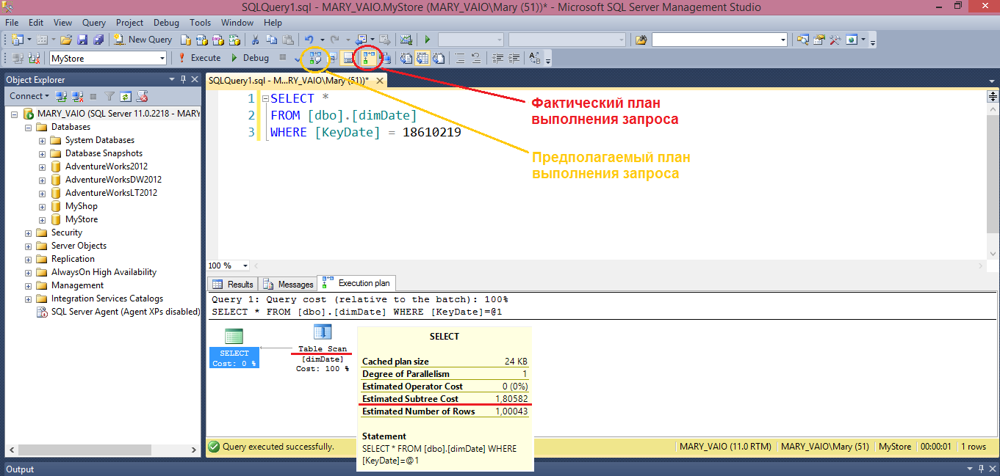 SQLQuery1.sql - MARY_VAIO.MyStore (MARY_VAIO\Mary (51))* - Microsoft SQL Server Management Studio
File Edit View Query Project Debug Tools Window Help
New Query
MyStore
Execute
Debug
Object Explorer
SQLQuery1.sql - M...RY_VAIO\Mary (51))*
Connect
MARY_VAIO (SQL Server 11.0.2218 - MARY
Databases
System Databases
Database Snapshots
AdventureWorks2012
AdventureWorksDW2012
AdventureWorksLT2012
MyShop
MyStore
Security
Server Objects
Replication
AlwaysOn High Availability
Management
Integration Services Catalogs
SQL Server Agent (Agent XPs disabled)
1 SELECT *
2 FROM [dbo].[dimDate]
3 WHERE [KeyDate] = 18610219
Фактический план
выполнения запроса
Предполагаемый план
выполнения запроса
100 %
Results Messages Execution plan
Query 1: Query cost (relative to the batch): 100%
SELECT * FROM [dbo].[dimDate] WHERE [KeyDate]=@1
SELECT
Cost: 0 %
Table Scan
[dimDate]
Cost: 100 %
SELECT
Cached plan size 24 KB
Degree of Parallelism 1
Estimated Operator Cost 0 (0%)
Estimated Subtree Cost 1,80582
Estimated Number of Rows 1,00043
Statement
SELECT * FROM [dbo].[dimDate] WHERE
[KeyDate]=@1
Query executed successfully.
MARY_VAIO (11.0 RTM) MARY_VAIO\Mary (51) MyStore 00:00:01 1 rows
Output